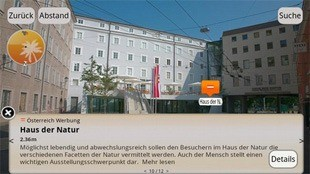 Zurück
Abstand
Suche
Haus der N.
Österreich Werbung
Haus der Natur
2.36m
Möglichst lebendig und abwechslungsreich sollen den Besuchern im Haus der Natur die
verschiedenen Facetten der Natur vermittelt werden. Auch der Mensch stellt einen
wichtigen Ausstellungsschwerpunkt dar. Mehr lesen
Details
< 10 / 12 >